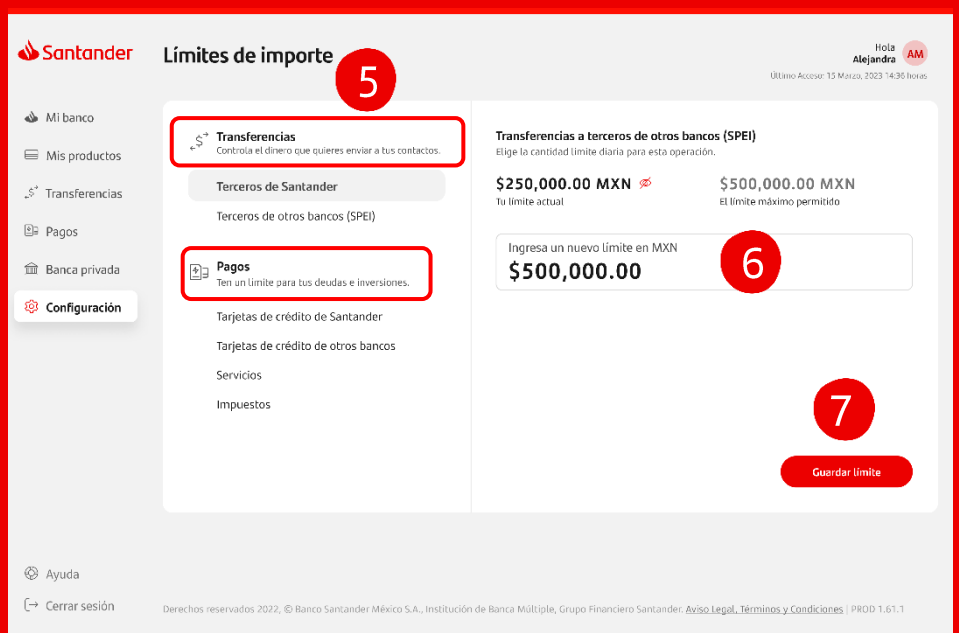 Santander
Límites de importe
Hola
Alejandra
AM
Último Acceso: 15 Marzo, 2023 14:36 horas
5
Mi banco
Mis productos
Transferencias
Pagos
Banca privada
Configuración
Transferencias
Controla el dinero que quieres enviar a tus contactos.
Terceros de Santander
Terceros de otros bancos (SPEI)
Pagos
Ten un límite para tus deudas e inversiones.
Tarjetas de crédito de Santander
Tarjetas de crédito de otros bancos
Servicios
Impuestos
Transferencias a terceros de otros bancos (SPEI)
Elige la cantidad límite diaria para esta operación.
$250,000.00 MXN
Tu límite actual
$500,000.00 MXN
El límite máximo permitido
Ingresa un nuevo límite en MXN
$500,000.00
6
7
Guardar límite
Ayuda
Cerrar sesión
Derechos reservados 2022, © Banco Santander México S.A., Institución de Banca Múltiple, Grupo Financiero Santander. Aviso Legal, Términos y Condiciones | PROD 1.61.1